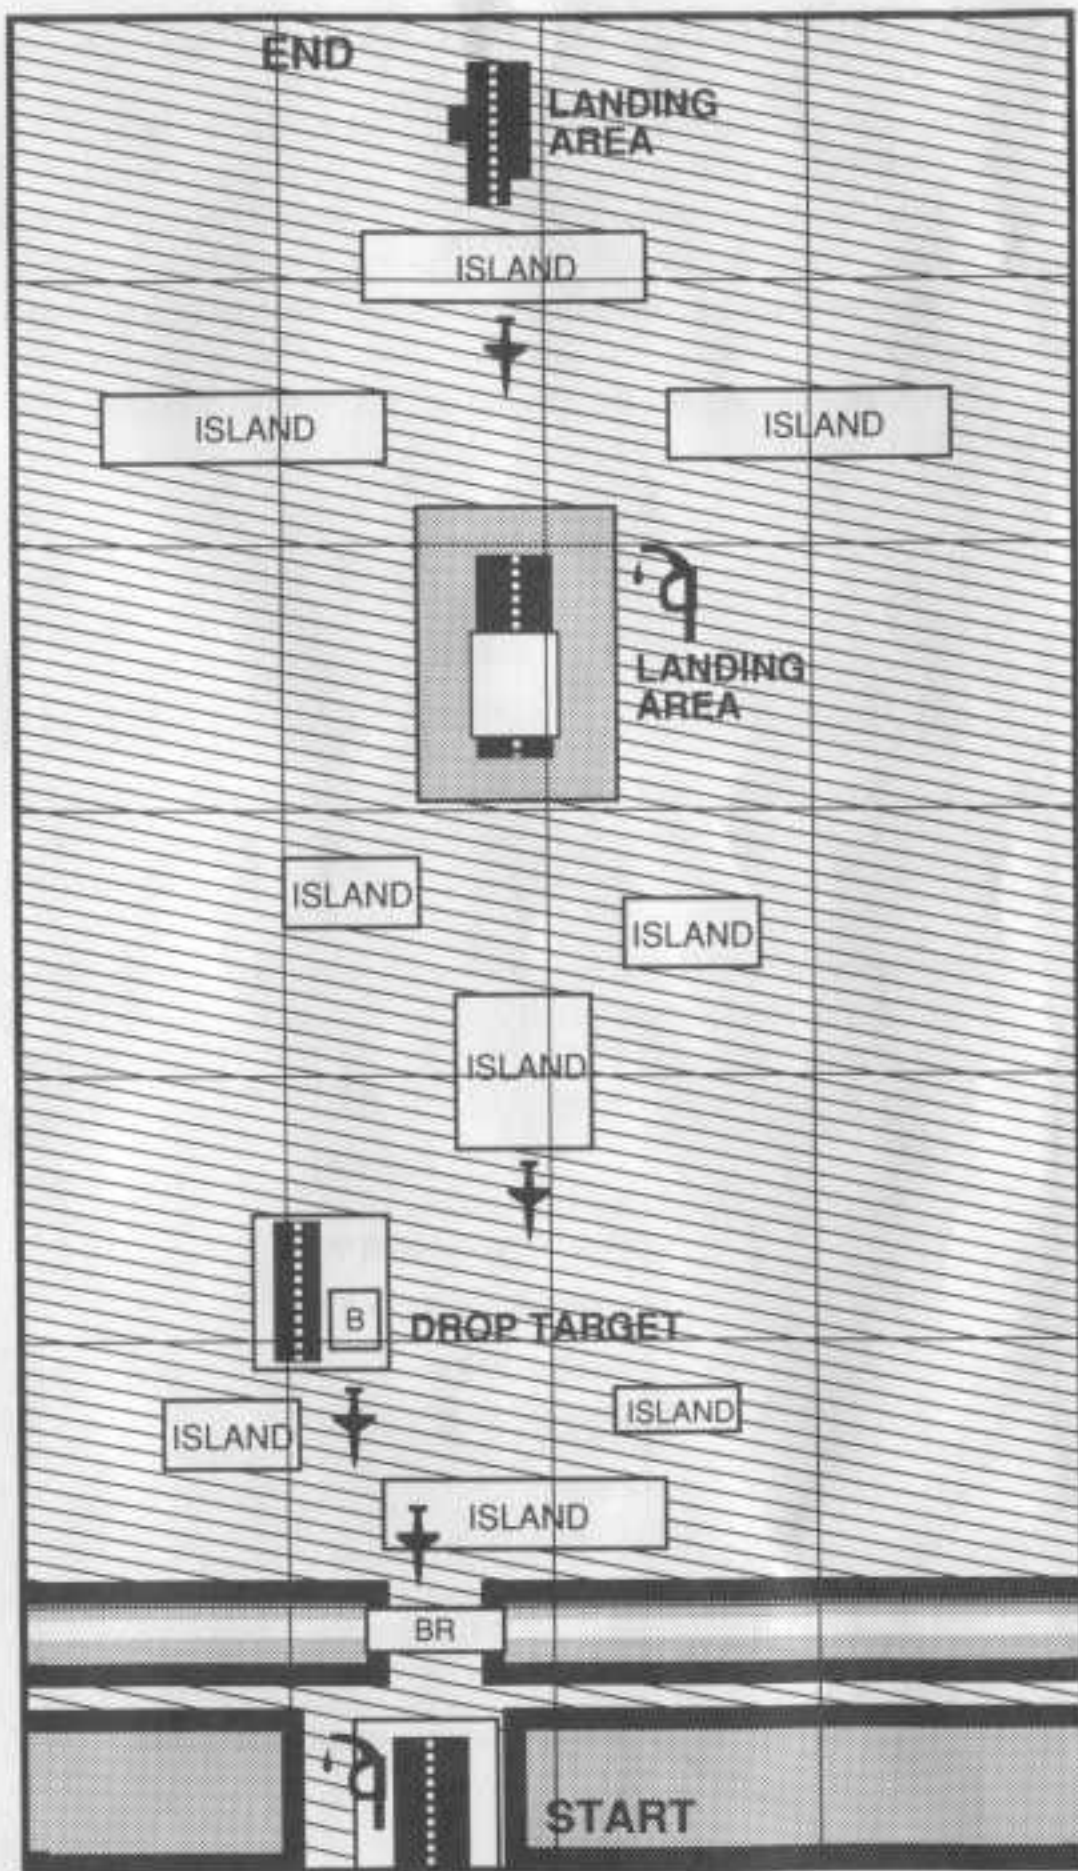 END
LANDING
AREA
ISLAND
ISLAND
ISLAND
LANDING
AREA
ISLAND
ISLAND
ISLAND
B
DROP TARGET
ISLAND
ISLAND
ISLAND
BR
START